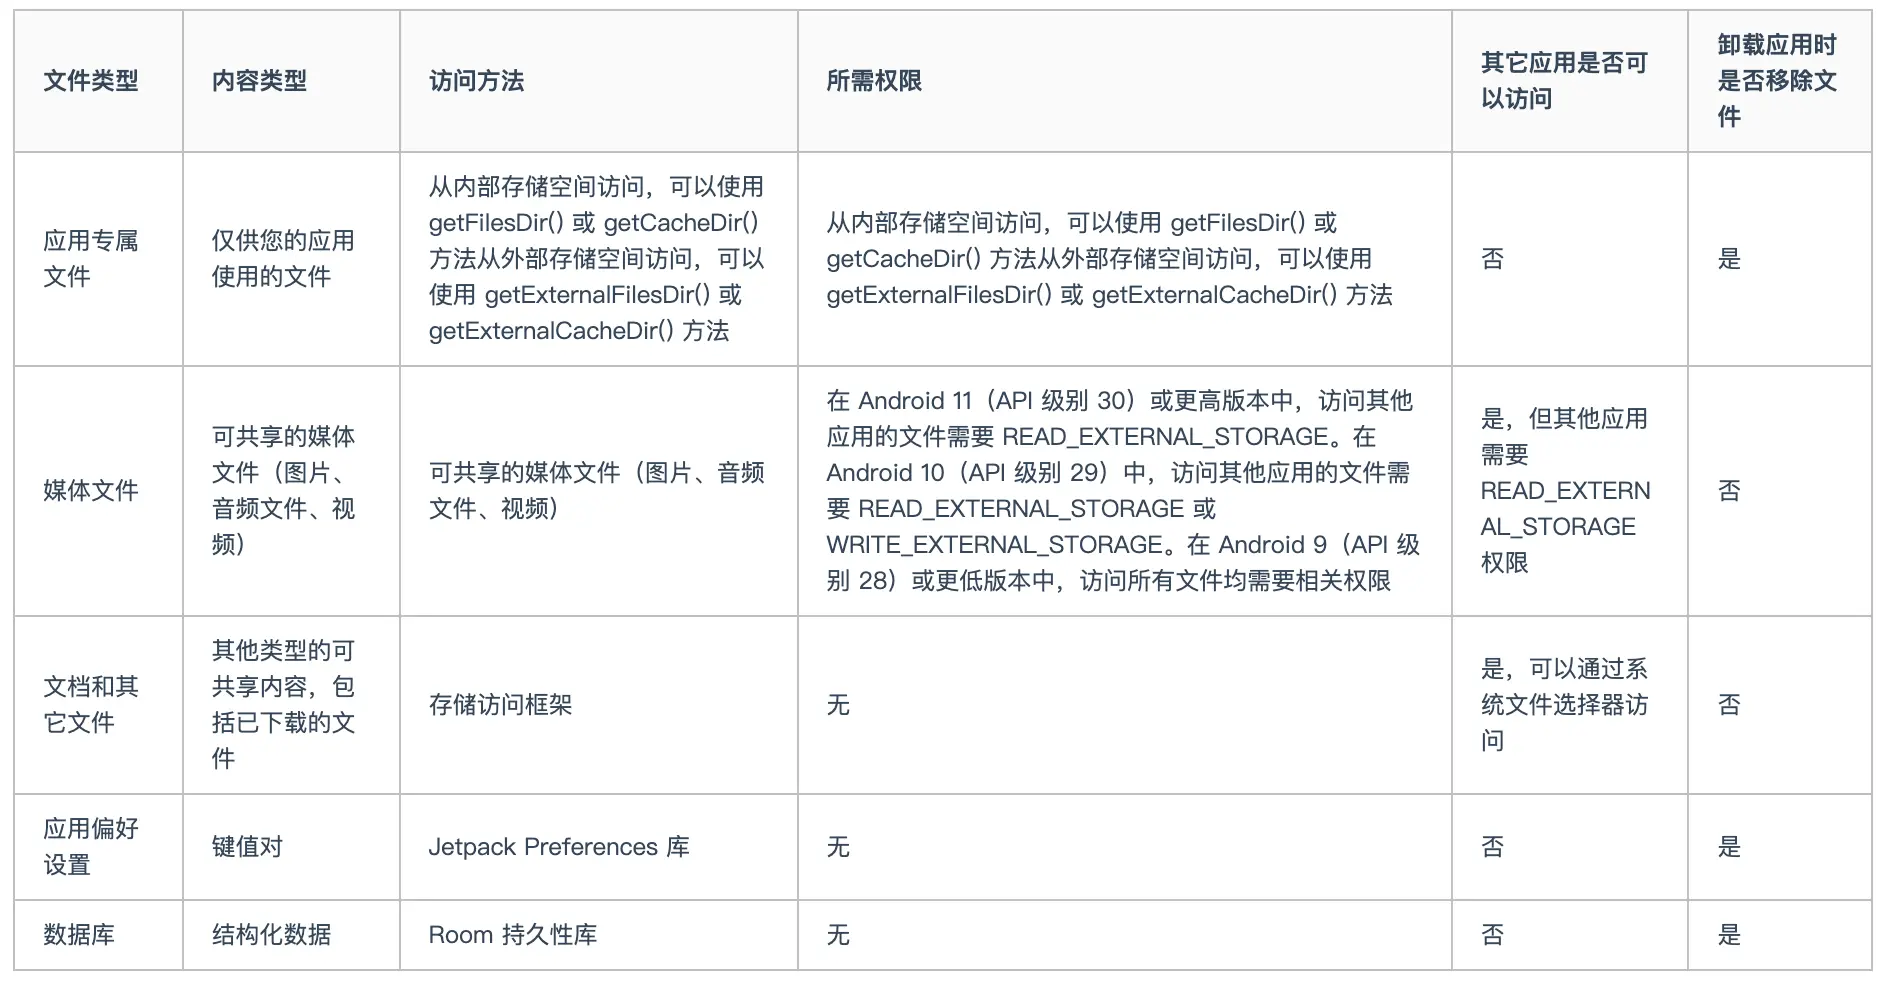 文件类型
内容类型
访问方法
所需权限
其它应用是否可
以访问
卸载应用时
是否移除文
件
应用专属
文件
仅供您的应用
使用的文件
从内部存储空间访问，可以使用
getFilesDir() 或 getCacheDir()
方法从外部存储空间访问，可以
使用 getExternalFilesDir() 或
getExternalCacheDir() 方法
从内部存储空间访问，可以使用 getFilesDir() 或
getCacheDir() 方法从外部存储空间访问，可以使用
getExternalFilesDir() 或 getExternalCacheDir() 方法
否
是
媒体文件
可共享的媒体
文件（图片、
音频文件、视
频）
可共享的媒体文件（图片、音频
文件、视频）
在 Android 11（API 级别 30）或更高版本中，访问其他
应用的文件需要 READ_EXTERNAL_STORAGE。在
Android 10（API 级别 29）中，访问其他应用的文件需
要 READ_EXTERNAL_STORAGE 或
WRITE_EXTERNAL_STORAGE。在 Android 9（API 级
别 28）或更低版本中，访问所有文件均需要相关权限
是，但其他应用
需要
READ_EXTERN
AL_STORAGE
权限
否
文档和其
它文件
其他类型的可
共享内容，包
括已下载的文
件
存储访问框架
无
是，可以通过系
统文件选择器访
问
否
应用偏好
设置
键值对
Jetpack Preferences 库
无
否
是
数据库
结构化数据
Room 持久性库
无
否
是